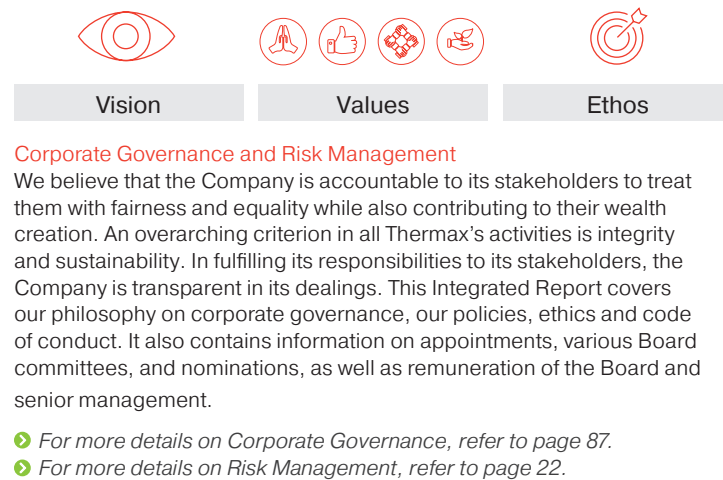 Vision
Values
Ethos
Corporate Governance and Risk Management
We believe that the Company is accountable to its stakeholders to treat
them with fairness and equality while also contributing to their wealth
creation. An overarching criterion in all Thermax's activities is integrity
and sustainability. In fulfilling its responsibilities to its stakeholders, the
Company is transparent in its dealings. This Integrated Report covers
our philosophy on corporate governance, our policies, ethics and code
of conduct. It also contains information on appointments, various Board
committees, and nominations, as well as remuneration of the Board and
senior management.
For more details on Corporate Governance, refer to page 87.
For more details on Risk Management, refer to page 22.